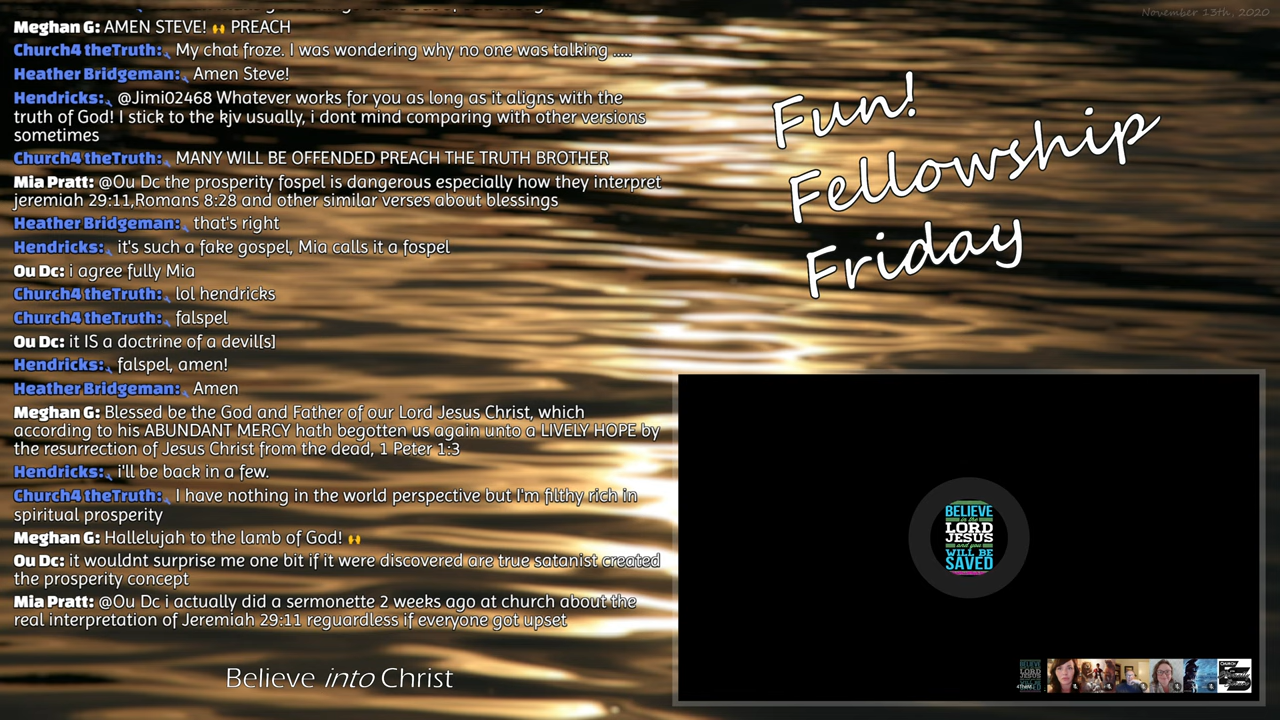 November 13th, 2020
Meghan G: AMEN STEVE! 🙌 PREACH
Church4 theTruth: My chat froze. I was wondering why no one was talking .....
Heather Bridgeman: Amen Steve!
Hendricks: @Jimi02468 Whatever works for you as long as it aligns with the
truth of God! I stick to the kjv usually, i dont mind comparing with other versions
sometimes
Church4 theTruth: MANY WILL BE OFFENDED PREACH THE TRUTH BROTHER
Mia Pratt: @Ou Dc the prosperity fospel is dangerous especially how they interpret
jeremiah 29:11,Romans 8:28 and other similar verses about blessings
Heather Bridgeman: that's right
Hendricks: it's such a fake gospel, Mia calls it a fospel
Ou Dc: i agree fully Mia
Church4 theTruth: lol hendricks
Church4 theTruth: falspel
Ou Dc: it IS a doctrine of a devil[s]
Hendricks: falspel, amen!
Heather Bridgeman: Amen
Meghan G: Blessed be the God and Father of our Lord Jesus Christ, which
according to his ABUNDANT MERCY hath begotten us again unto a LIVELY HOPE by
the resurrection of Jesus Christ from the dead, 1 Peter 1:3
Hendricks: i'll be back in a few.
Church4 theTruth: I have nothing in the world perspective but I'm filthy rich in
spiritual prosperity
Meghan G: Hallelujah to the lamb of God! 🙌
Ou Dc: it wouldnt surprise me one bit if it were discovered are true satanist created
the prosperity concept
Mia Pratt: @Ou Dc i actually did a sermonette 2 weeks ago at church about the
real interpretation of Jeremiah 29:11 reguardless if everyone got upset
Believe into Christ
Fun!
Fellowship
Friday
BELIEVE
in the
LORD
JESUS
and you
WILL BE
SAVED